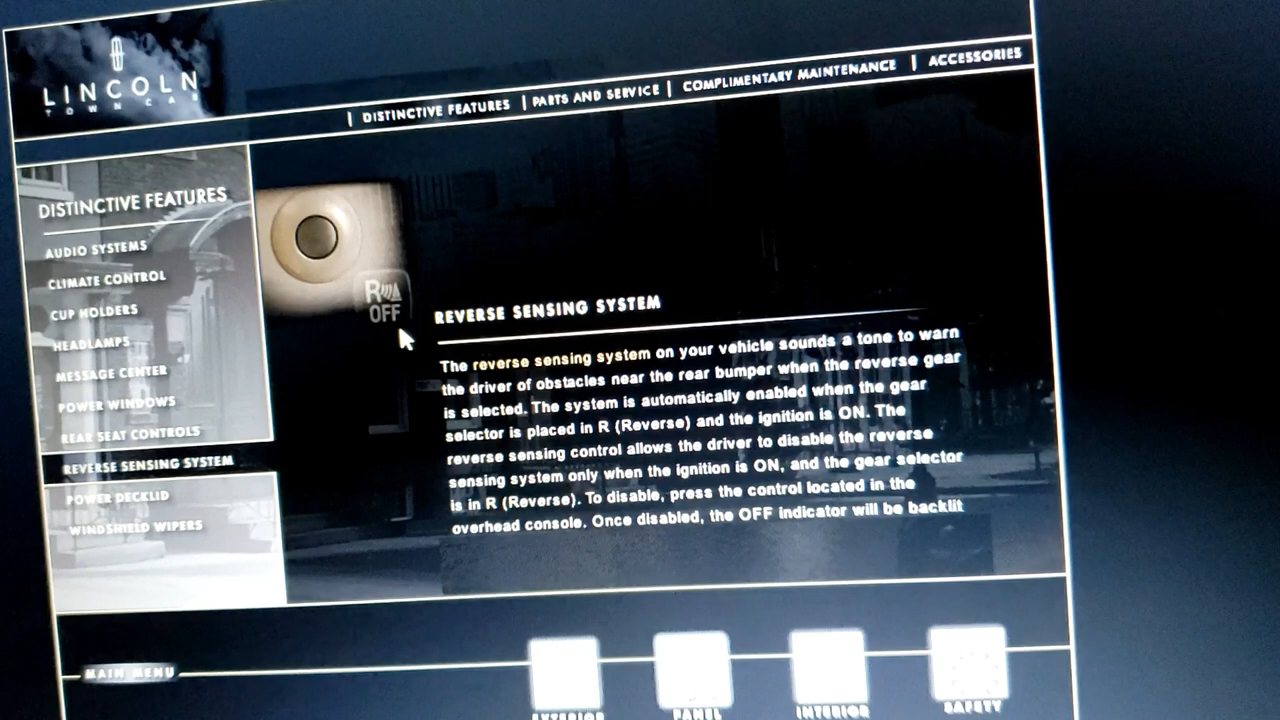 LINCOLN
TOWN CAR
| DISTINCTIVE FEATURES | PARTS AND SERVICE | COMPLIMENTARY MAINTENANCE | ACCESSORIES
DISTINCTIVE FEATURES
AUDIO SYSTEMS
CLIMATE CONTROL
CUP HOLDERS
HEADLAMPS
MESSAGE CENTER
POWER WINDOWS
REAR SEAT CONTROLS
REVERSE SENSING SYSTEM
POWER DECKLID
WINDSHIELD WIPERS
R
OFF
REVERSE SENSING SYSTEM
The reverse sensing system on your vehicle sounds a tone to warn
the driver of obstacles near the rear bumper when the reverse gear
is selected. The system is automatically enabled when the gear
selector is placed in R (Reverse) and the ignition is ON. The
reverse sensing control allows the driver to disable the reverse
sensing system only when the ignition is ON, and the gear selector
is in R (Reverse). To disable, press the control located in the
overhead console. Once disabled, the OFF indicator will be backlit
MAIN MENU
EXTERIOR
PANEL
INTERIOR
SAFETY